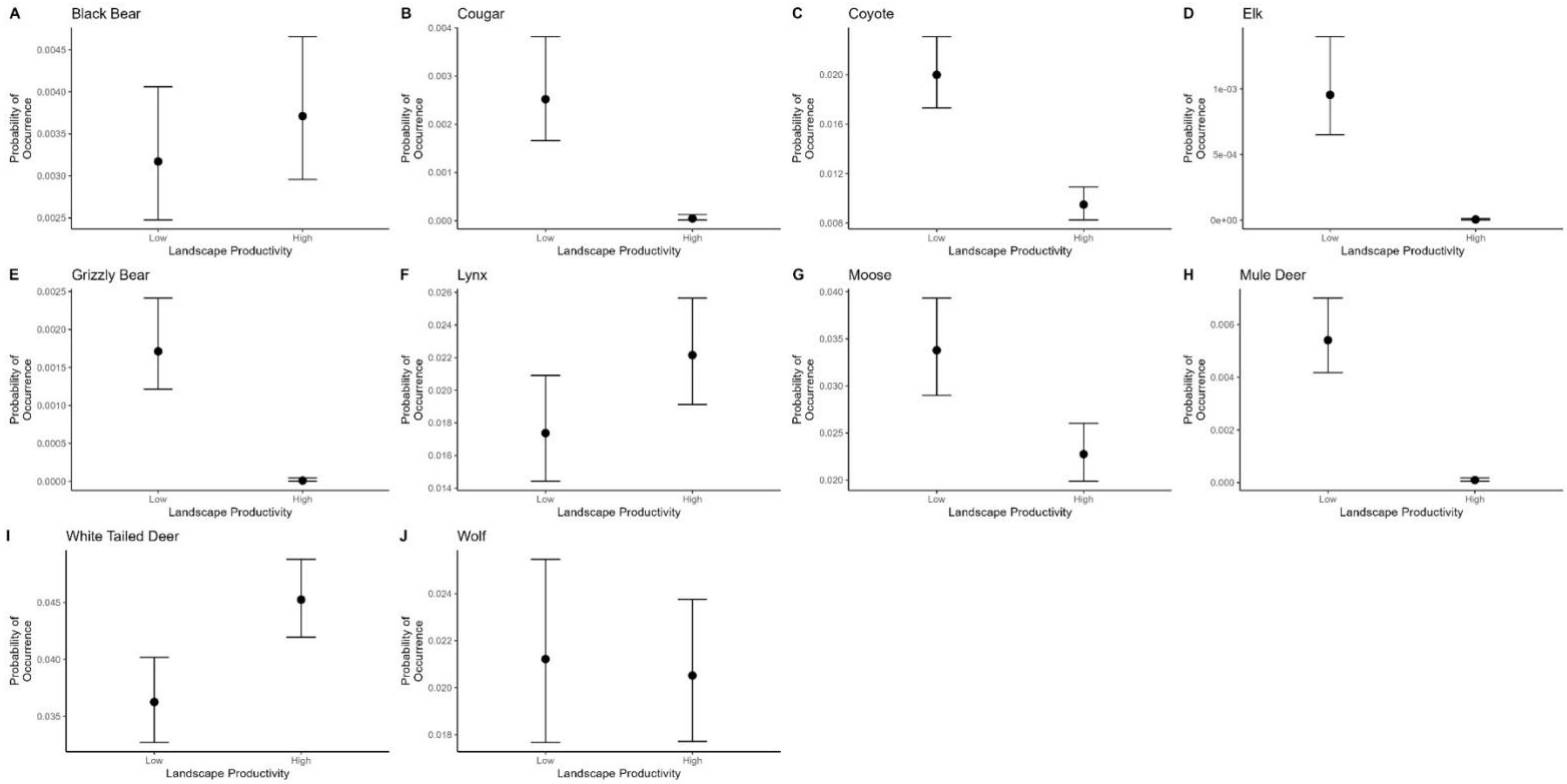 A Black Bear
Probability of
Occurrence
0.0045
0.0040
0.0035
0.0030
0.0025
Low High
Landscape Productivity
B Cougar
Probability of
Occurrence
0.004
0.003
0.002
0.001
0.000
Low High
Landscape Productivity
C Coyote
Probability of
Occurrence
0.020
0.016
0.012
0.008
Low High
Landscape Productivity
D Elk
Probability of
Occurrence
1e-03
5e-04
0e+00
Low High
Landscape Productivity
E Grizzly Bear
Probability of
Occurrence
0.0025
0.0020
0.0015
0.0010
0.0005
0.0000
Low High
Landscape Productivity
F Lynx
Probability of
Occurrence
0.026
0.024
0.022
0.020
0.018
0.016
0.014
Low High
Landscape Productivity
G Moose
Probability of
Occurrence
0.040
0.035
0.030
0.025
0.020
Low High
Landscape Productivity
H Mule Deer
Probability of
Occurrence
0.006
0.004
0.002
0.000
Low High
Landscape Productivity
I White Tailed Deer
Probability of
Occurrence
0.045
0.040
0.035
Low High
Landscape Productivity
J Wolf
Probability of
Occurrence
0.024
0.022
0.020
0.018
Low High
Landscape Productivity